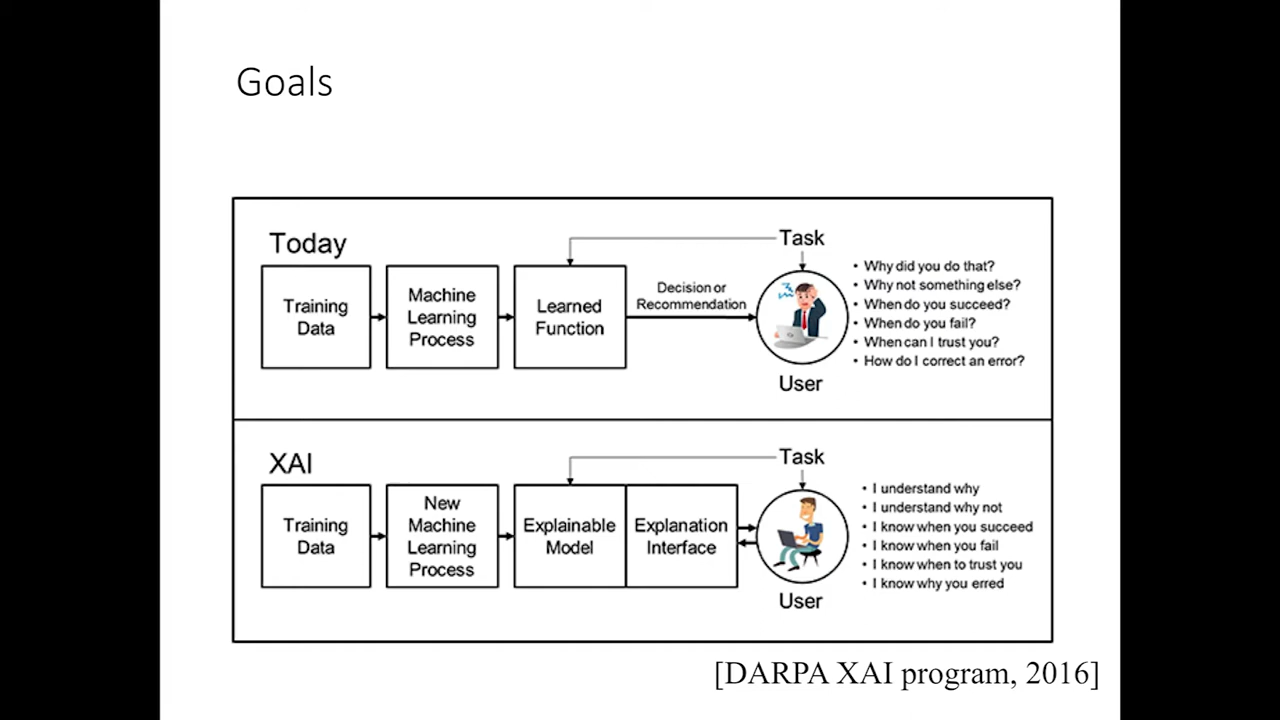 Goals
Today
Training
Data
Machine
Learning
Process
Learned
Function
Decision or
Recommendation
Task
User
• Why did you do that?
• Why not something else?
• When do you succeed?
• When do you fail?
• When can I trust you?
• How do I correct an error?
XAI
Training
Data
New
Machine
Learning
Process
Explainable
Model
Explanation
Interface
Task
User
• I understand why
• I understand why not
• I know when you succeed
• I know when you fail
• I know when to trust you
• I know why you erred
[DARPA XAI program, 2016]